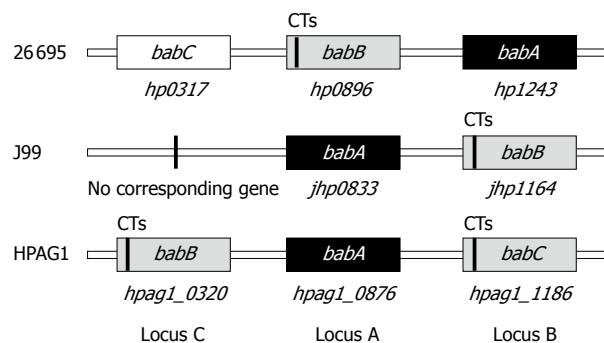 CTs
26695 babC babB babA
hp0317 hp0896 hp1243
CTs
J99 babA babB
No corresponding gene jhp0833 jhp1164
CTs CTs
HPAG1 babB babA babC
hpag1_0320 hpag1_0876 hpag1_1186
Locus C Locus A Locus B